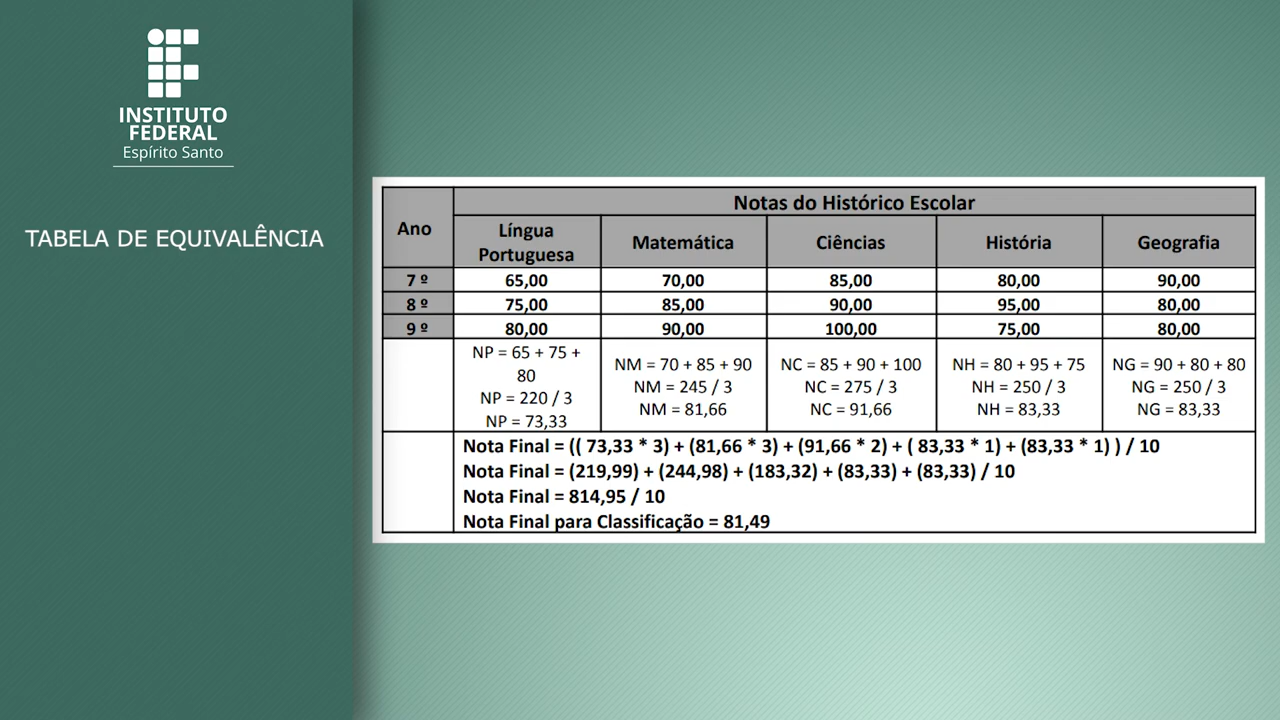 INSTITUTO
FEDERAL
Espírito Santo
TABELA DE EQUIVALÊNCIA
Notas do Histórico Escolar
Ano
Língua
Portuguesa
Matemática
Ciências
História
Geografia
7 º 65,00 70,00 85,00 80,00 90,00
8 º 75,00 85,00 90,00 95,00 80,00
9 º 80,00 90,00 100,00 75,00 80,00
NP = 65 + 75 +
80
NP = 220 / 3
NP = 73,33
NM = 70 + 85 + 90
NM = 245 / 3
NM = 81,66
NC = 85 + 90 + 100
NC = 275 / 3
NC = 91,66
NH = 80 + 95 + 75
NH = 250 / 3
NH = 83,33
NG = 90 + 80 + 80
NG = 250 / 3
NG = 83,33
Nota Final = (( 73,33 * 3) + (81,66 * 3) + (91,66 * 2) + ( 83,33 * 1) + (83,33 * 1) ) / 10
Nota Final = (219,99) + (244,98) + (183,32) + (83,33) + (83,33) / 10
Nota Final = 814,95 / 10
Nota Final para Classificação = 81,49